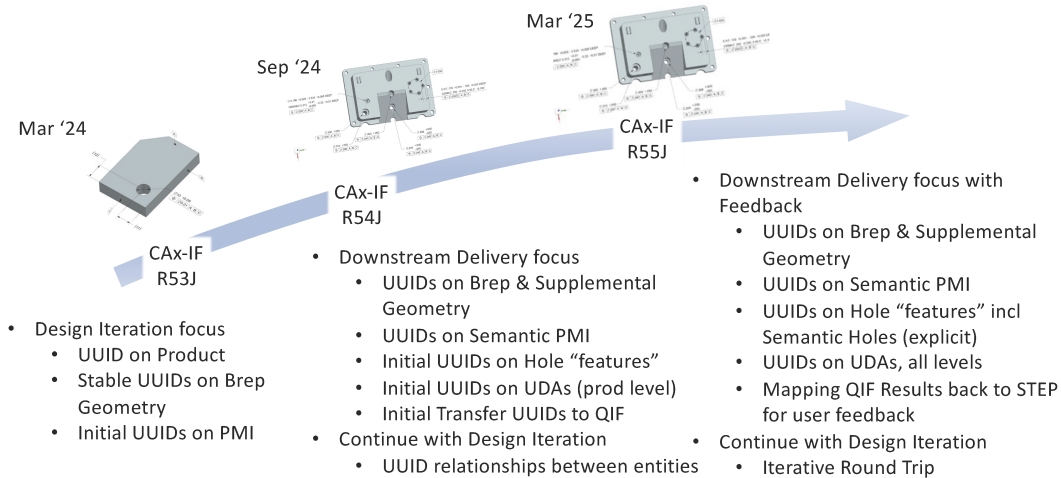 Mar ‘24
CAx-IF
R53J
• Design Iteration focus
• UUID on Product
• Stable UUIDs on Brep
Geometry
• Initial UUIDs on PMI
Sep ‘24
CAx-IF
R54J
• Downstream Delivery focus
• UUIDs on Brep & Supplemental
Geometry
• UUIDs on Semantic PMI
• Initial UUIDs on Hole “features”
• Initial UUIDs on UDAs (prod level)
• Initial Transfer UUIDs to QIF
• Continue with Design Iteration
• UUID relationships between entities
Mar ‘25
CAx-IF
R55J
• Downstream Delivery focus with
Feedback
• UUIDs on Brep & Supplemental
Geometry
• UUIDs on Semantic PMI
• UUIDs on Hole “features” incl
Semantic Holes (explicit)
• UUIDs on UDAs, all levels
• Mapping QIF Results back to STEP
for user feedback
• Continue with Design Iteration
• Iterative Round Trip